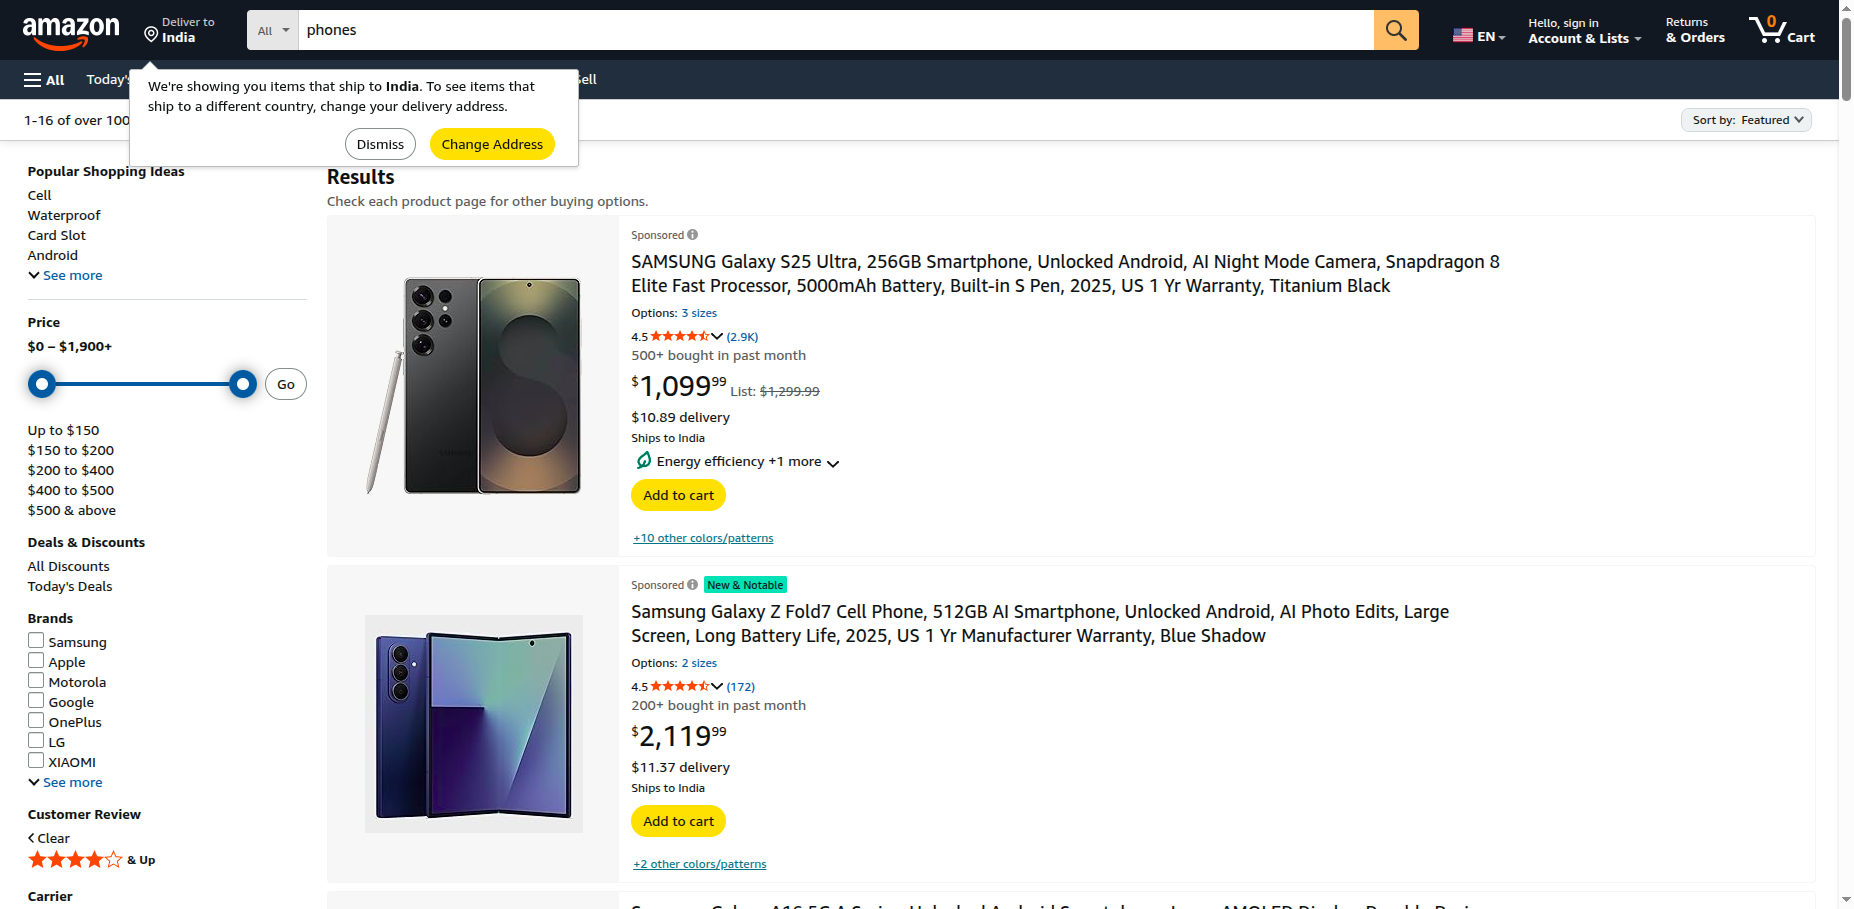 amazon
Deliver to
India
All
phones
EN
Hello, sign in
Account & Lists
Returns
& Orders
0
Cart
All
Today's
Sell
We're showing you items that ship to India. To see items that
ship to a different country, change your delivery address.
Dismiss
Change Address
1-16 of over 100
Sort by: Featured
Popular Shopping Ideas
Cell
Waterproof
Card Slot
Android
See more
Price
$0 – $1,900+
Go
Up to $150
$150 to $200
$200 to $400
$400 to $500
$500 & above
Deals & Discounts
All Discounts
Today's Deals
Brands
Samsung
Apple
Motorola
Google
OnePlus
LG
XIAOMI
See more
Customer Review
Clear
& Up
Carrier
Results
Check each product page for other buying options.
Sponsored
SAMSUNG Galaxy S25 Ultra, 256GB Smartphone, Unlocked Android, AI Night Mode Camera, Snapdragon 8
Elite Fast Processor, 5000mAh Battery, Built-in S Pen, 2025, US 1 Yr Warranty, Titanium Black
Options: 3 sizes
4.5 (2.9K)
500+ bought in past month
$1,099.99 List: $1,299.99
$10.89 delivery
Ships to India
Energy efficiency +1 more
Add to cart
+10 other colors/patterns
Sponsored New & Notable
Samsung Galaxy Z Fold7 Cell Phone, 512GB AI Smartphone, Unlocked Android, AI Photo Edits, Large
Screen, Long Battery Life, 2025, US 1 Yr Manufacturer Warranty, Blue Shadow
Options: 2 sizes
4.5 (172)
200+ bought in past month
$2,119.99
$11.37 delivery
Ships to India
Add to cart
+2 other colors/patterns